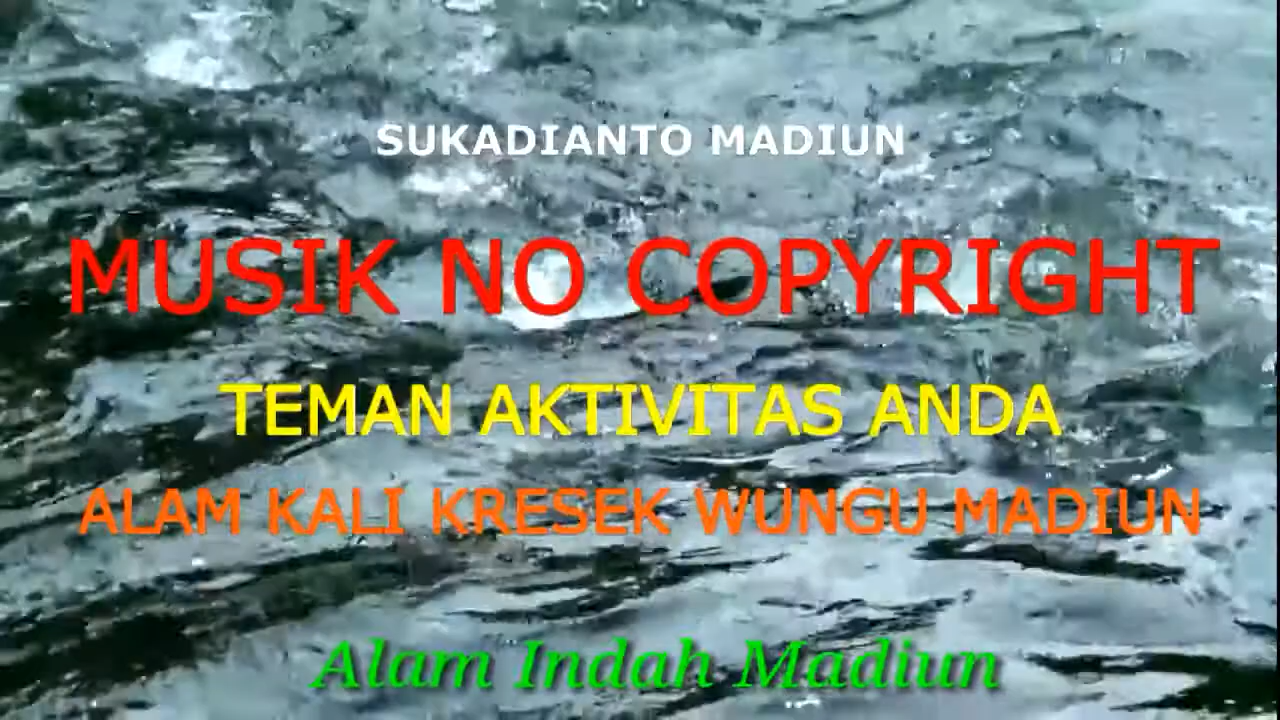 SUKADIANTO MADIUN
MUSIK NO COPYRIGHT
TEMAN AKTIVITAS ANDA
ALAM KALI KRESEK WUNGU MADIUN
Alam Indah Madiun